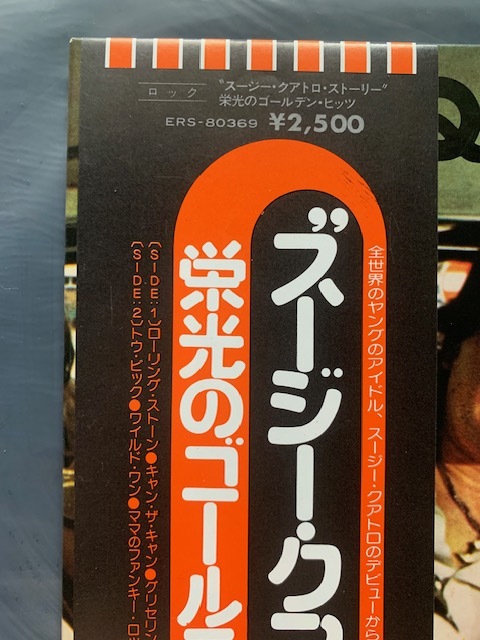 ロック
"スージー・クアトロ・ストーリー"
栄光のゴールデン・ヒッツ
ERS-80369 ¥2,500
全世界のヤングのアイドル、スージー・クアトロのデビューから
"スージー・ク
栄光のゴール
〔SIDE:1〕ローリング・ストーン●キャン・ザ・キャン●グリセリン
〔SIDE:2〕トウ・ビック●ワイルド・ワン●ママのファンキー・ロッ